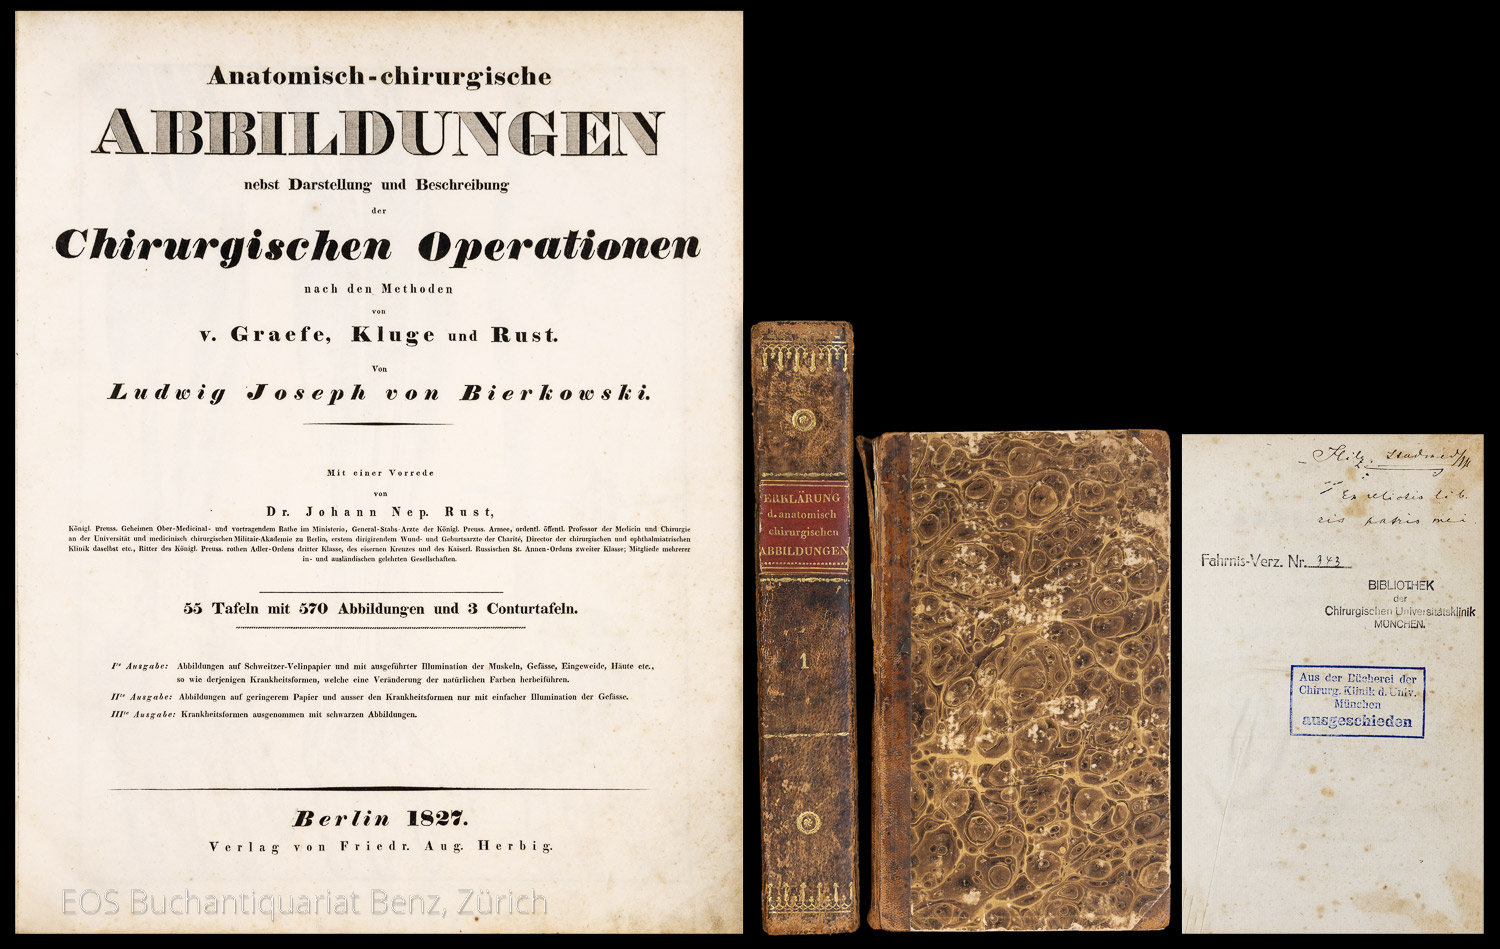 Anatomisch-chirurgische
ABBILDUNGEN
nebst Darstellung und Beschreibung
der
Chirurgischen Operationen
nach den Methoden
von
v. Graefe, Kluge und Rust.
Von
Ludwig Joseph von Bierkowski.
Mit einer Vorrede
von
Dr. Johann Nep. Rust,
Königl. Preuss. Geheimen Ober-Medicinal- und vortragendem Rathe im Ministerio, General-Stabs-Arzte der Königl. Preuss. Armee, ordentl. öffentl. Professor der Medicin und Chirurgie
an der Universität und medicinisch chirurgischen Militair-Akademie zu Berlin, erstem dirigirendem Wund- und Geburtsarzte der Charité, Director der chirurgischen und ophthalmiatrischen
Klinik daselbst etc., Ritter des Königl. Preuss. rothen Adler-Ordens dritter Klasse, des eisernen Kreuzes und des Kaiserl. Russischen St. Annen-Ordens zweiter Klasse; Mitgliede mehrerer
in- und ausländischen gelehrten Gesellschaften.
55 Tafeln mit 570 Abbildungen und 3 Conturtafeln.
Ite Ausgabe: Abbildungen auf Schweitzer-Velinpapier und mit ausgeführter Illumination der Muskeln, Gefässe, Eingeweide, Häute etc.,
so wie derjenigen Krankheitsformen, welche eine Veränderung der natürlichen Farben herbeiführen.
IIte Ausgabe: Abbildungen auf geringerem Papier und ausser den Krankheitsformen nur mit einfacher Illumination der Gefässe.
IIIte Ausgabe: Krankheitsformen ausgenommen mit schwarzen Abbildungen.
Berlin 1827.
Verlag von Friedr. Aug. Herbig.
EOS Buchantiquariat Benz, Zürich
ERKLÄRUNG
d. anatomisch
chirurgischen
ABBILDUNGEN
1
Ex relictis lib
ris patris mei
Fahrnis-Verz. Nr. 343
BIBLIOTHEK
der
Chirurgischen Universitätsklinik
MÜNCHEN.
Aus der Bücherei der
Chirurg. Klinik d. Univ.
München
ausgeschieden